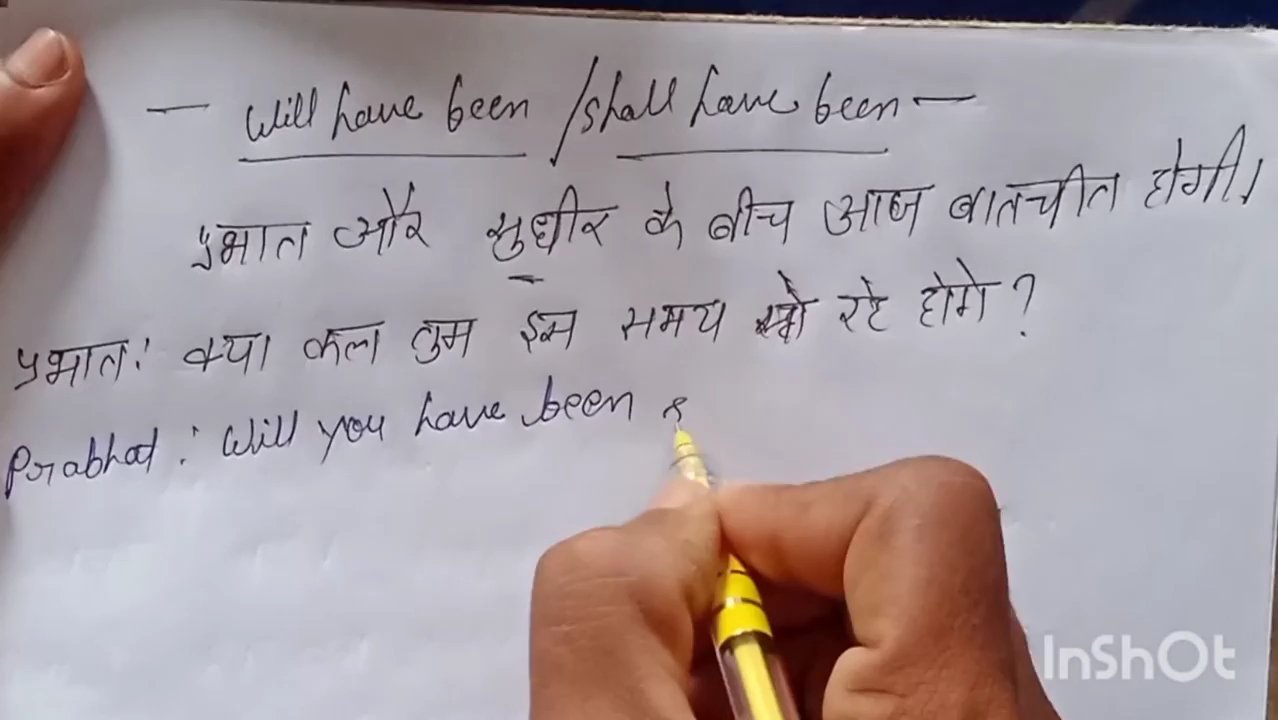 — Will have been / Shall have been —
प्रभात और सुधीर के बीच आज बातचीत होगी।
प्रभात: क्या कल तुम इस समय सो रहे होगे?
Prabhat: Will you have been s
InShOt